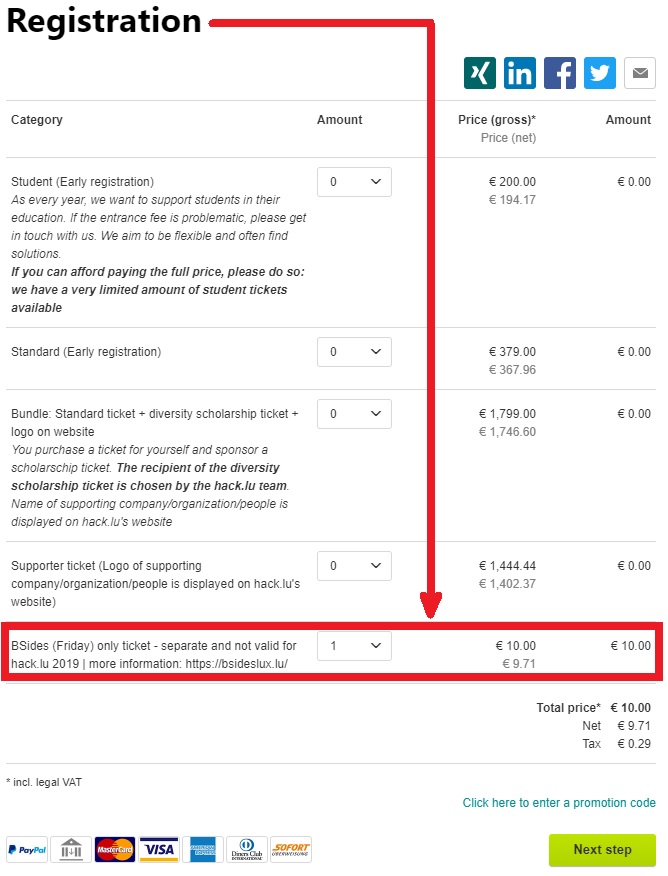 Registration
Category Amount Price (gross)* Amount
Price (net)
Student (Early registration) 0 € 200.00 € 0.00
As every year, we want to support students in their € 194.17
education. If the entrance fee is problematic, please get
in touch with us. We aim to be flexible and often find
solutions.
If you can afford paying the full price, please do so:
we have a very limited amount of student tickets
available
Standard (Early registration) 0 € 379.00 € 0.00
€ 367.96
Bundle: Standard ticket + diversity scholarship ticket + 0 € 1,799.00 € 0.00
logo on website € 1,746.60
You purchase a ticket for yourself and sponsor a
scholarschip ticket. The recipient of the diversity
scholarship ticket is chosen by the hack.lu team.
Name of supporting company/organization/people is
displayed on hack.lu's website
Supporter ticket (Logo of supporting 0 € 1,444.44 € 0.00
company/organization/people is displayed on hack.lu's € 1,402.37
website)
BSides (Friday) only ticket - separate and not valid for 1 € 10.00 € 10.00
hack.lu 2019 | more information: https://bsideslux.lu/ € 9.71
Total price* € 10.00
Net € 9.71
Tax € 0.29
* incl. legal VAT
Click here to enter a promotion code
PayPal MasterCard VISA AMERICAN EXPRESS Diners Club INTERNATIONAL SOFORT ÜBERWEISUNG
Next step